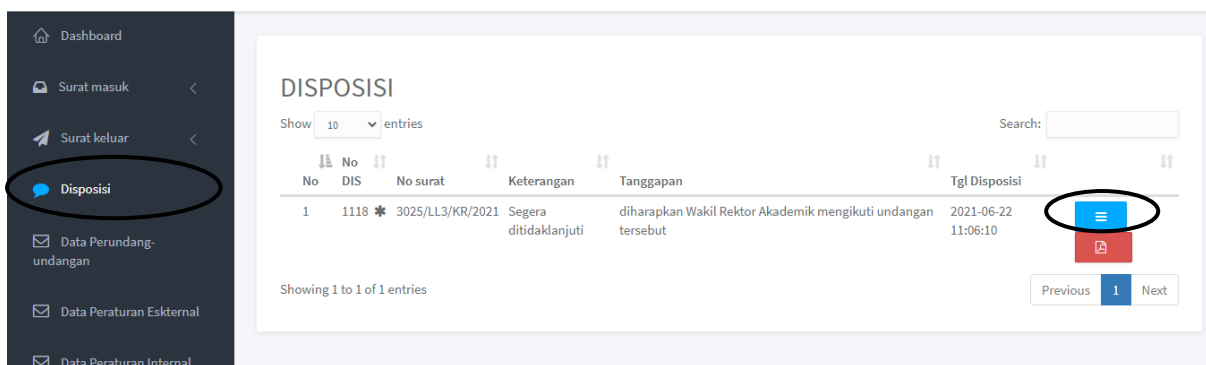 Dashboard
Surat masuk
Surat keluar
Disposisi
Data Perundang-
undangan
Data Peraturan Eskternal
Data Peraturan Internal
DISPOSISI
Show 10 entries
Search:
No
No DIS
No surat
Keterangan
Tanggapan
Tgl Disposisi
1 1118 ✱ 3025/LL3/KR/2021 Segera diharapkan Wakil Rektor Akademik mengikuti undangan 2021-06-22
ditidaklanjuti tersebut 11:06:10
Showing 1 to 1 of 1 entries
Previous 1 Next